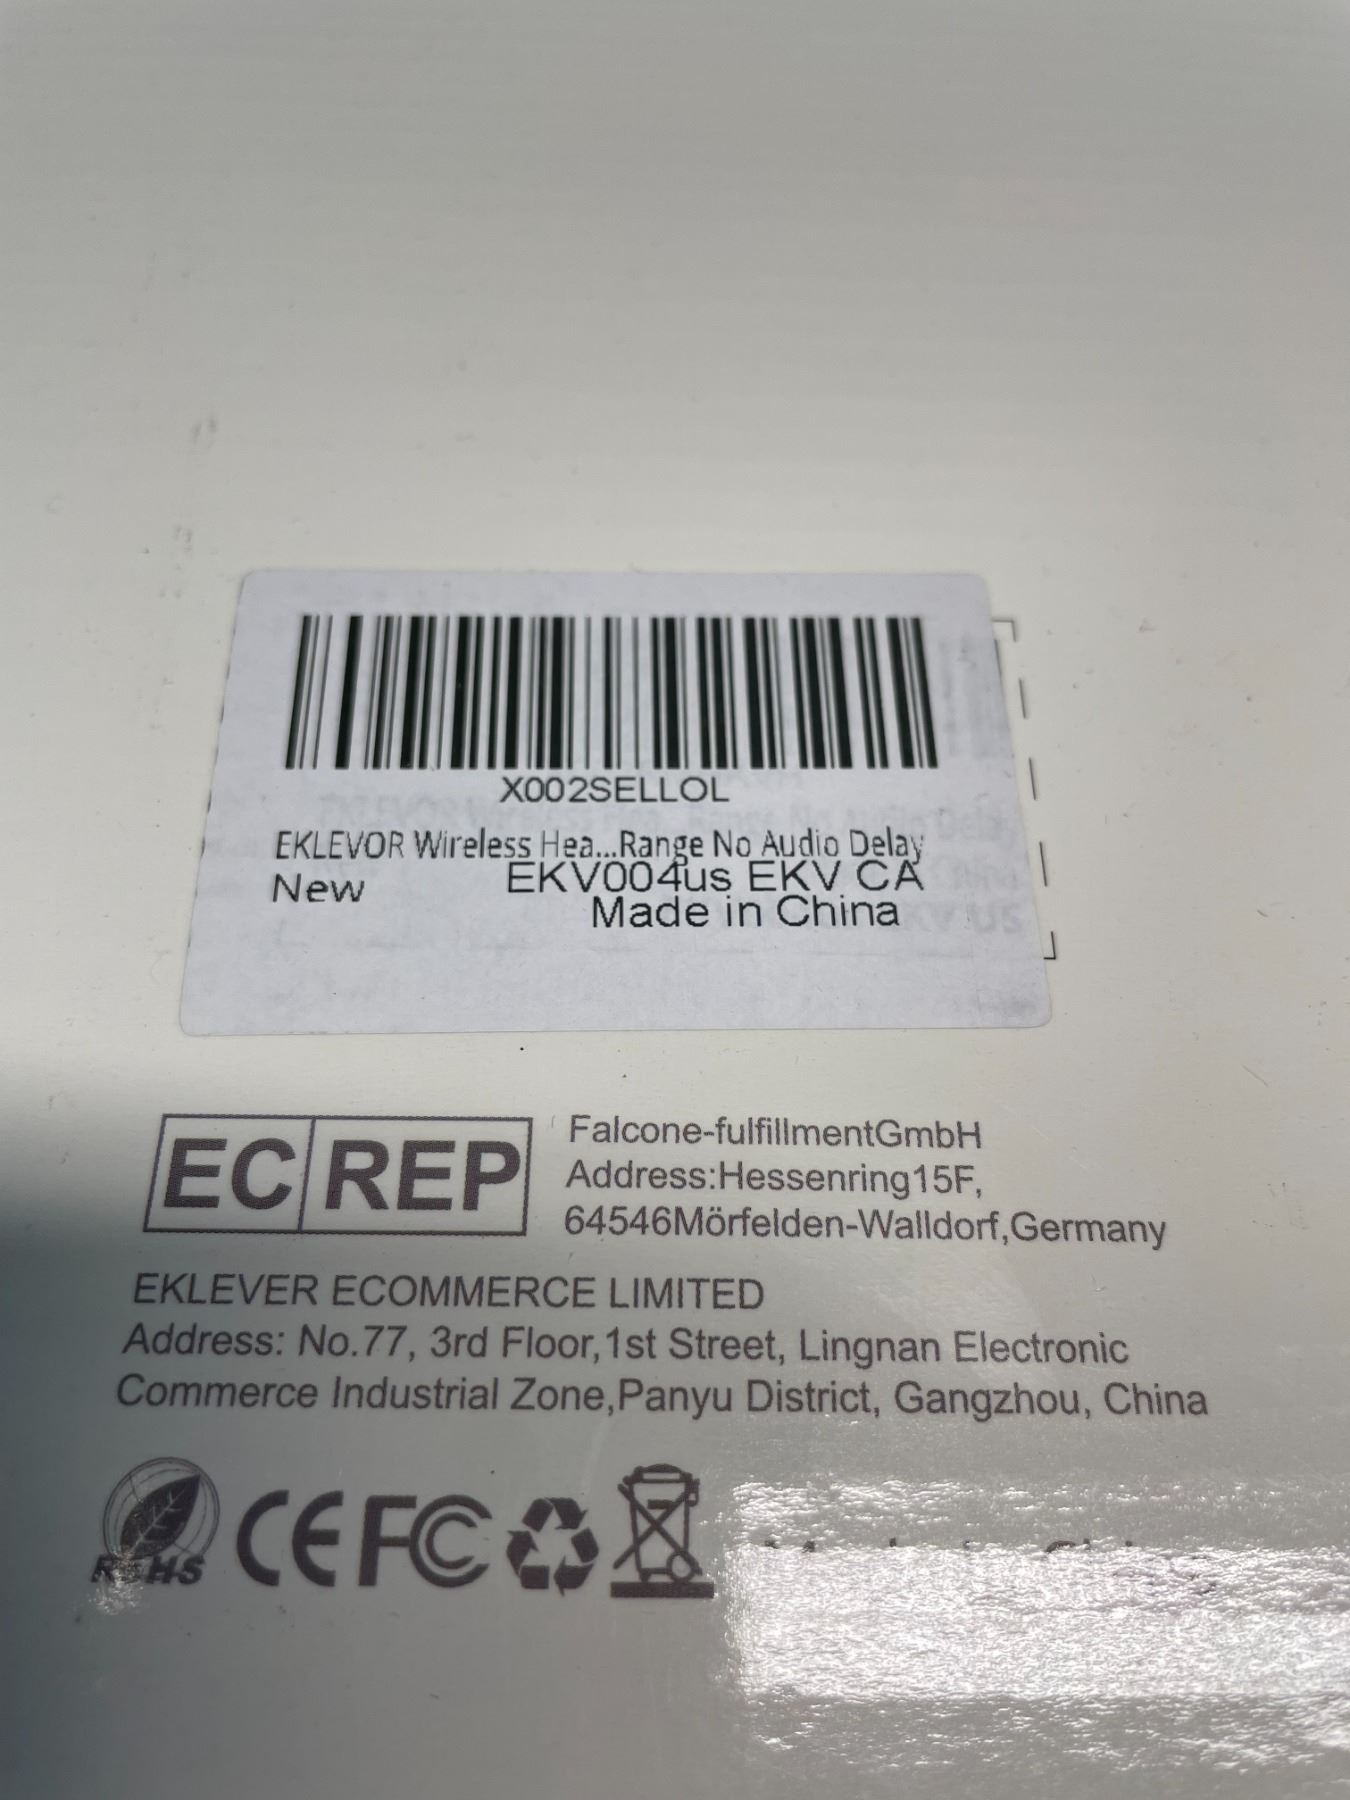 X002SELLOL
EKLEVOR Wireless Hea...Range No Audio Delay
New
EKV004us EKV CA
Made in China
EC REP
Falcone-fulfillmentGmbH
Address:Hessenring15F,
64546Mörfelden-Walldorf,Germany
EKLEVER ECOMMERCE LIMITED
Address: No.77, 3rd Floor,1st Street, Lingnan Electronic
Commerce Industrial Zone,Panyu District, Gangzhou, China
RoHS CE FC